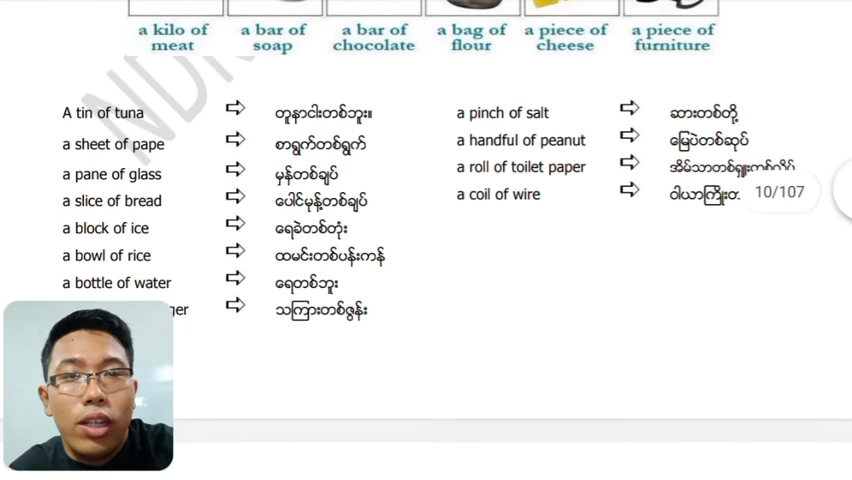 a kilo of meat
a bar of soap
a bar of chocolate
a bag of flour
a piece of cheese
a piece of furniture
A tin of tuna ⇨ တူနာငါးတစ်ဘူး။
a sheet of pape ⇨ စာရွက်တစ်ရွက်
a pane of glass ⇨ မှန်တစ်ချပ်
a slice of bread ⇨ ပေါင်မုန့်တစ်ချပ်
a block of ice ⇨ ရေခဲတစ်တုံး
a bowl of rice ⇨ ထမင်းတစ်ပန်းကန်
a bottle of water ⇨ ရေတစ်ဘူး
⇨ သကြားတစ်ဇွန်း
a pinch of salt ⇨ ဆားတစ်တို့
a handful of peanut ⇨ မြေပဲတစ်ဆုပ်
a roll of toilet paper ⇨
a coil of wire ⇨
10/107